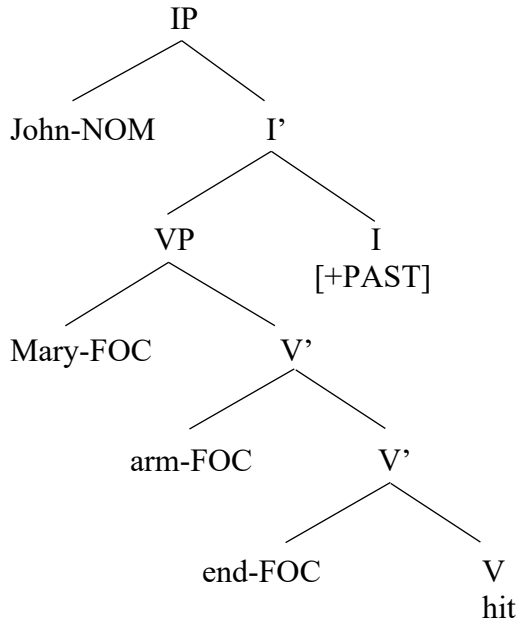 IP
John-NOM I’
VP I
[+PAST]
Mary-FOC V’
arm-FOC V’
end-FOC V
hit